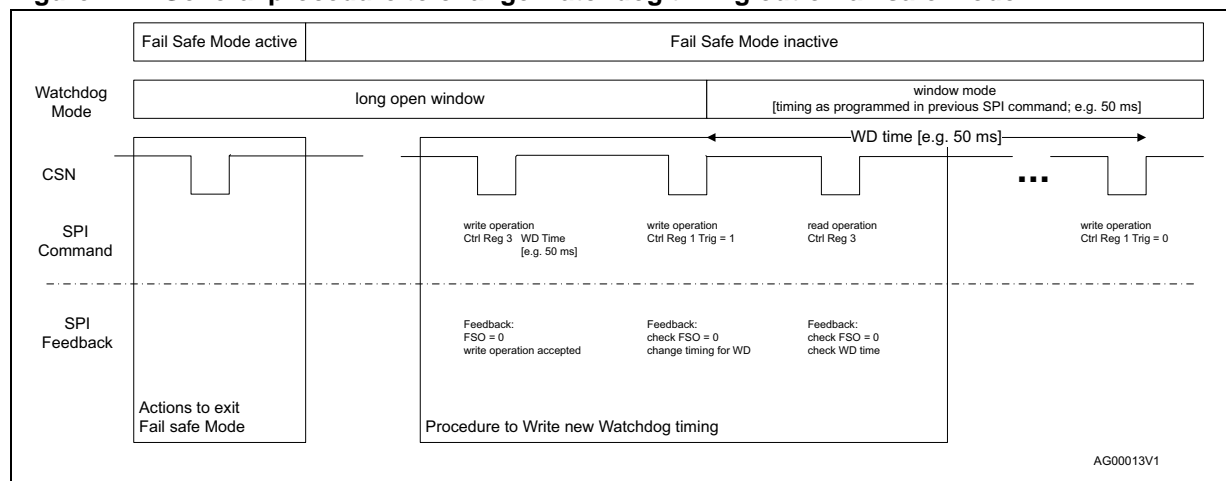 Fail Safe Mode active
Fail Safe Mode inactive
Watchdog
Mode
long open window
window mode
[timing as programmed in previous SPI command; e.g. 50 ms]
WD time [e.g. 50 ms]
CSN
...
SPI
Command
write operation
Ctrl Reg 3 WD Time
[e.g. 50 ms]
write operation
Ctrl Reg 1 Trig = 1
read operation
Ctrl Reg 3
write operation
Ctrl Reg 1 Trig = 0
SPI
Feedback
Feedback:
FSO = 0
write operation accepted
Feedback:
check FSO = 0
change timing for WD
Feedback:
check FSO = 0
check WD time
Actions to exit
Fail safe Mode
Procedure to Write new Watchdog timing
AG00013V1